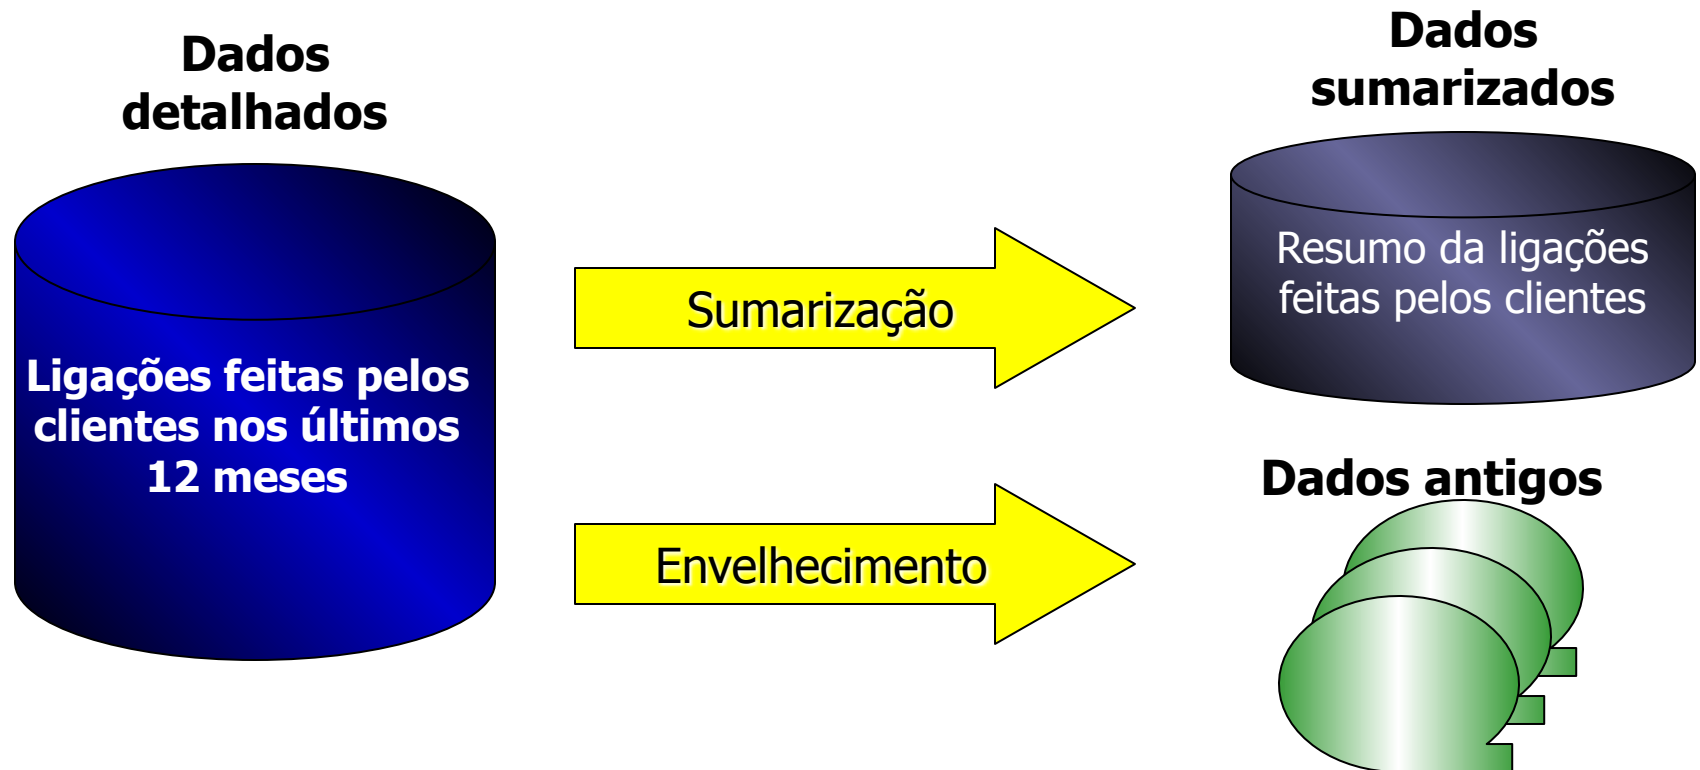 Dados
detalhados
Ligações feitas pelos
clientes nos últimos
12 meses
Sumarização
Envelhecimento
Dados
sumarizados
Resumo da ligações
feitas pelos clientes
Dados antigos